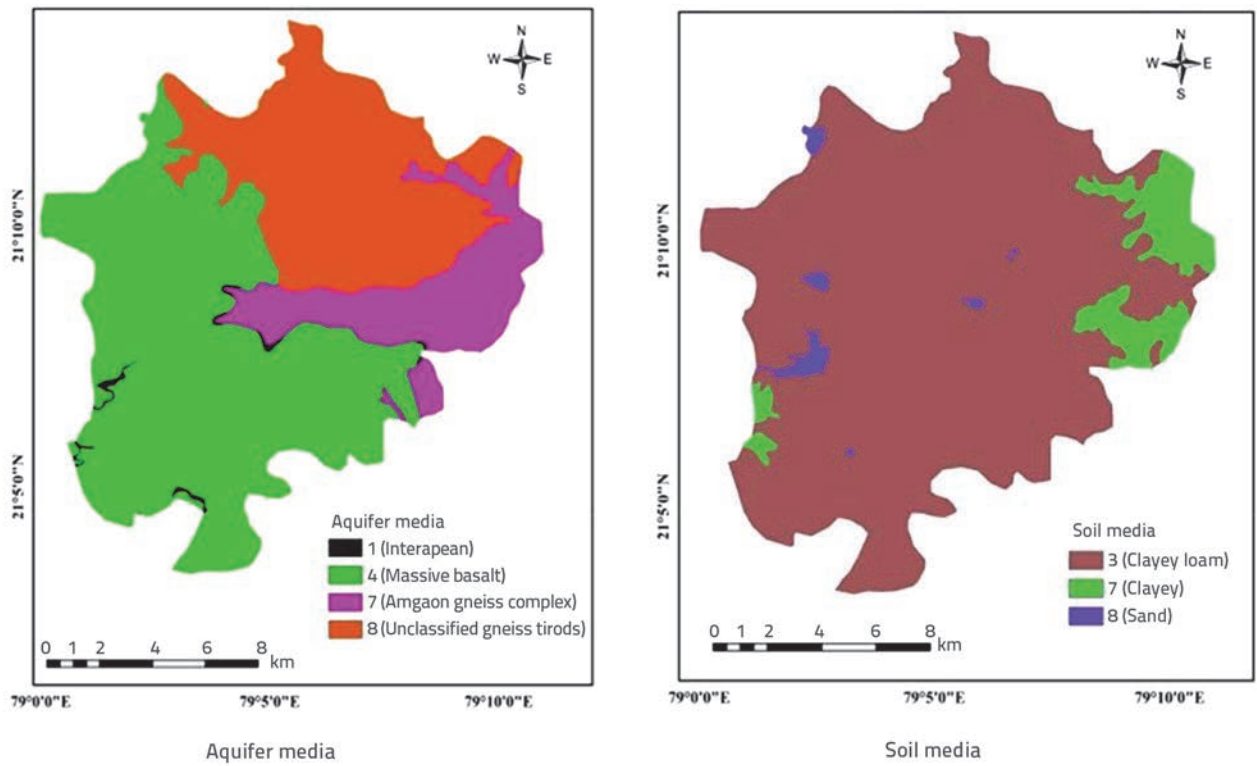 N
W E
S
21°10'0"N
21°5'0"N
Aquifer media
1 (Interapean)
4 (Massive basalt)
7 (Amgaon gneiss complex)
8 (Unclassified gneiss tirods)
0 1 2 4 6 8
km
79°0'0"E 79°5'0"E 79°10'0"E
Aquifer media
N
W E
S
21°10'0"N
21°5'0"N
Soil media
3 (Clayey loam)
7 (Clayey)
8 (Sand)
0 1 2 4 6 8
km
79°0'0"E 79°5'0"E 79°10'0"E
Soil media